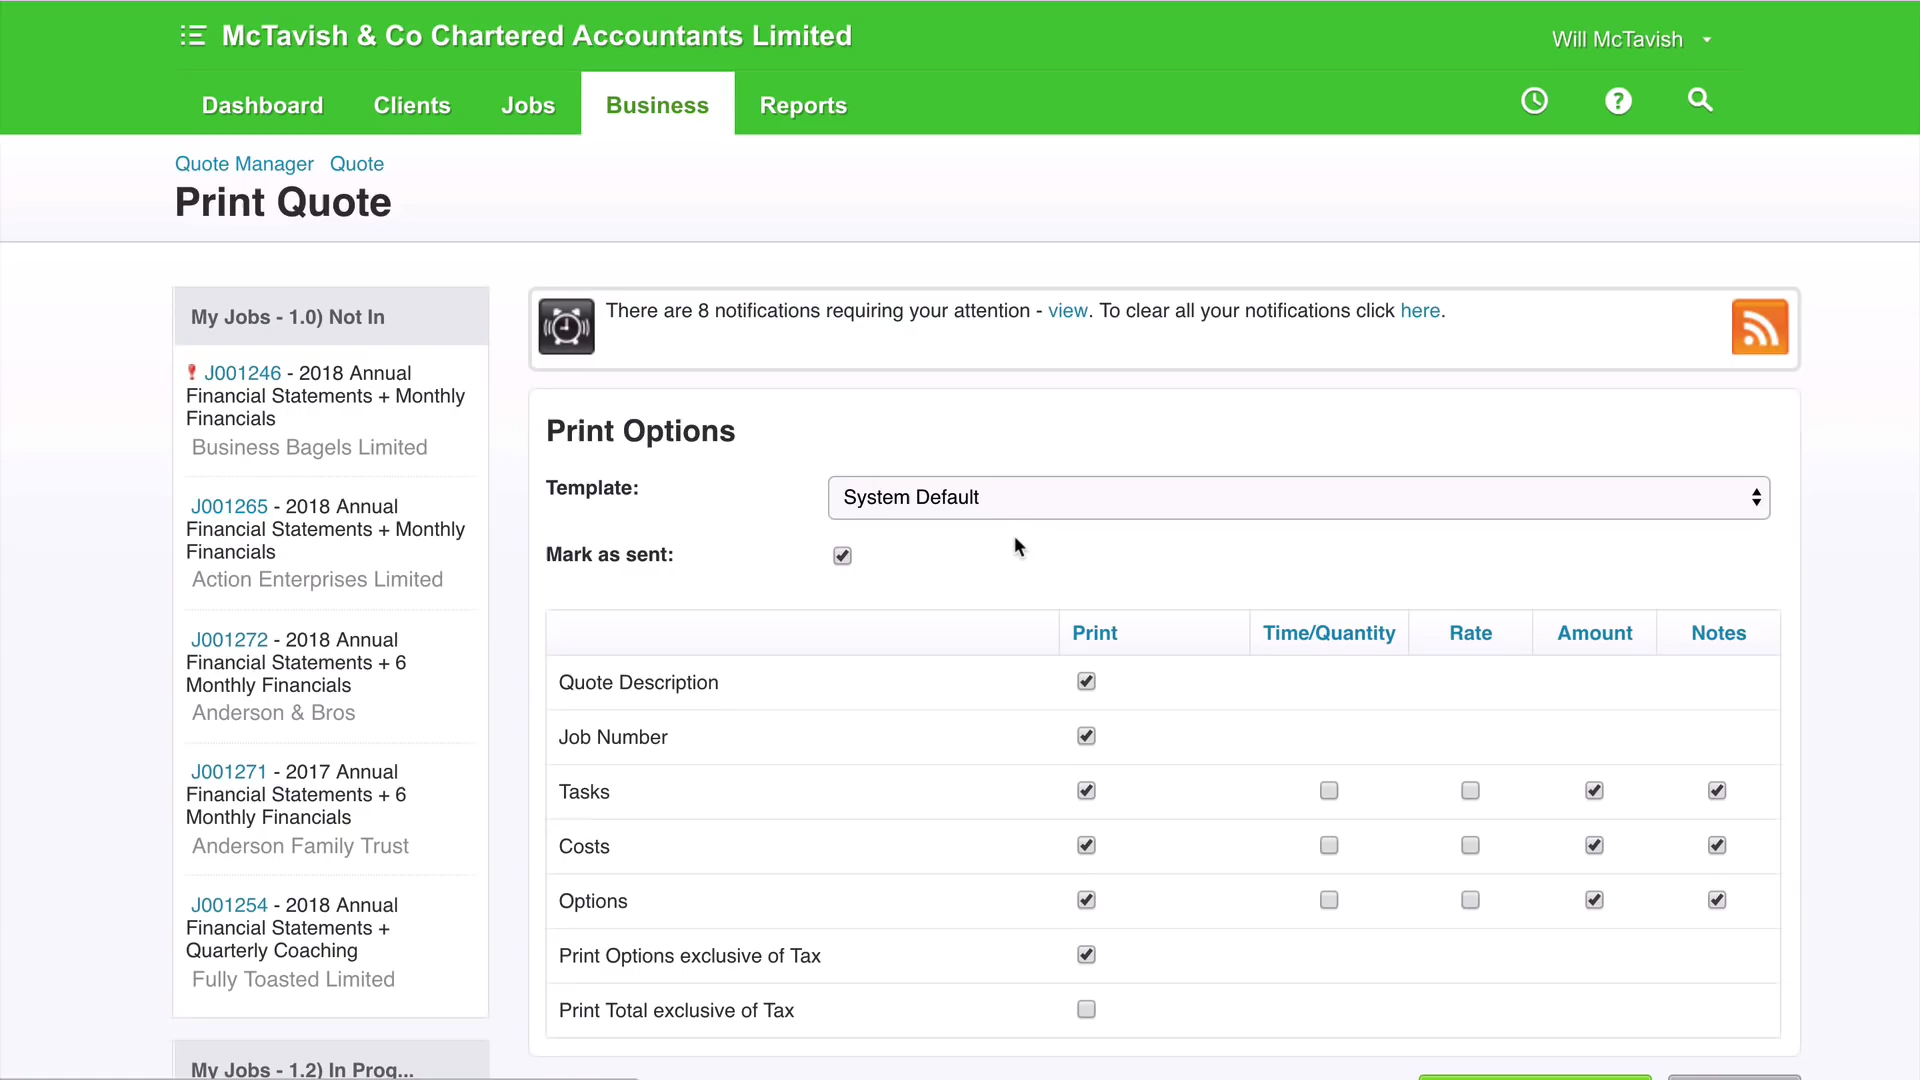 McTavish & Co Chartered Accountants Limited
Will McTavish
Dashboard Clients Jobs Business Reports
?
Quote Manager Quote
Print Quote
My Jobs - 1.0) Not In
J001246 - 2018 Annual
Financial Statements + Monthly
Financials
Business Bagels Limited
J001265 - 2018 Annual
Financial Statements + Monthly
Financials
Action Enterprises Limited
J001272 - 2018 Annual
Financial Statements + 6
Monthly Financials
Anderson & Bros
J001271 - 2017 Annual
Financial Statements + 6
Monthly Financials
Anderson Family Trust
J001254 - 2018 Annual
Financial Statements +
Quarterly Coaching
Fully Toasted Limited
My Jobs - 1.2) In Prog...
There are 8 notifications requiring your attention - view. To clear all your notifications click here.
Print Options
Template: System Default
Mark as sent:
Print Time/Quantity Rate Amount Notes
Quote Description
Job Number
Tasks
Costs
Options
Print Options exclusive of Tax
Print Total exclusive of Tax